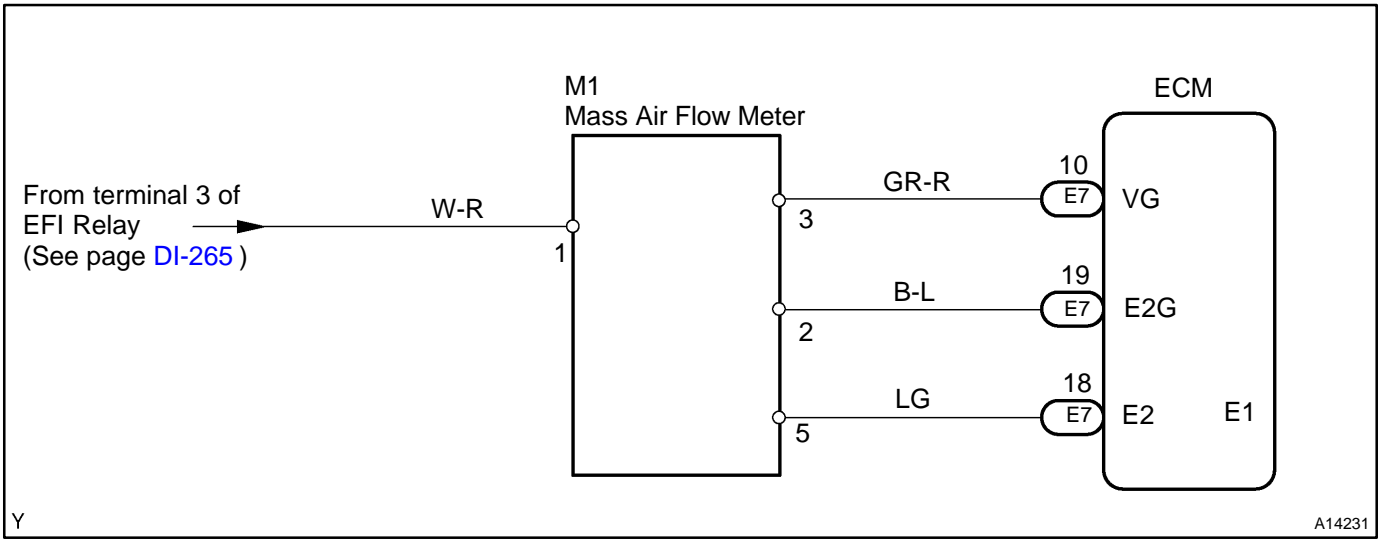 M1
Mass Air Flow Meter
ECM
From terminal 3 of
EFI Relay
(See page DI-265 )
W-R
1
3
GR-R
10
E7
VG
2
B-L
19
E7
E2G
5
LG
18
E7
E2
E1
Y
A14231